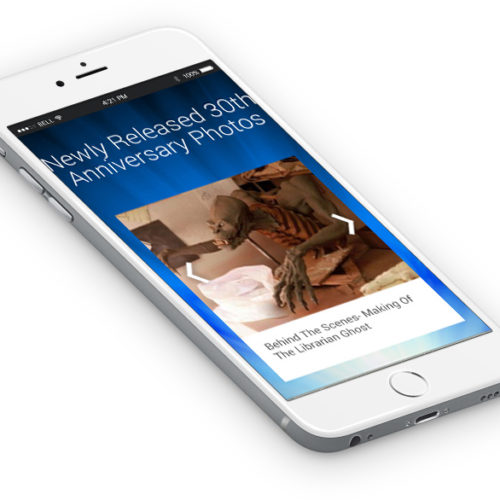 BELL
4:21 PM
100%
Newly Released 30th
Anniversary Photos
Behind The Scenes- Making Of
The Librarian Ghost